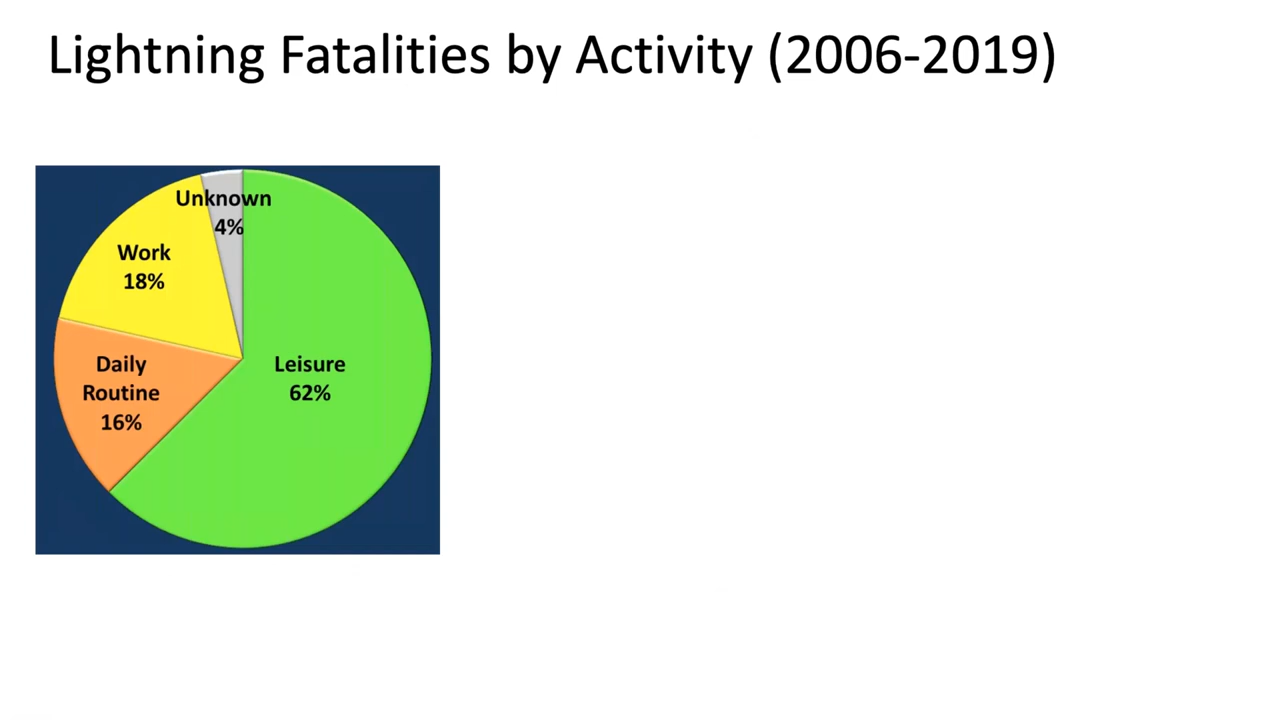 Lightning Fatalities by Activity (2006-2019)
Unknown
4%
Work
18%
Daily
Routine
16%
Leisure
62%